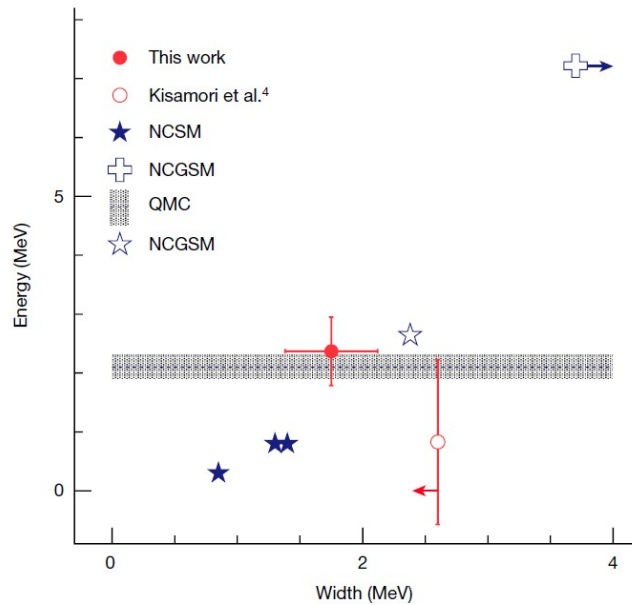 This work
Kisamori et al.⁴
NCSM
NCGSM
QMC
NCGSM
5
0
Energy (MeV)
0 2 4
Width (MeV)